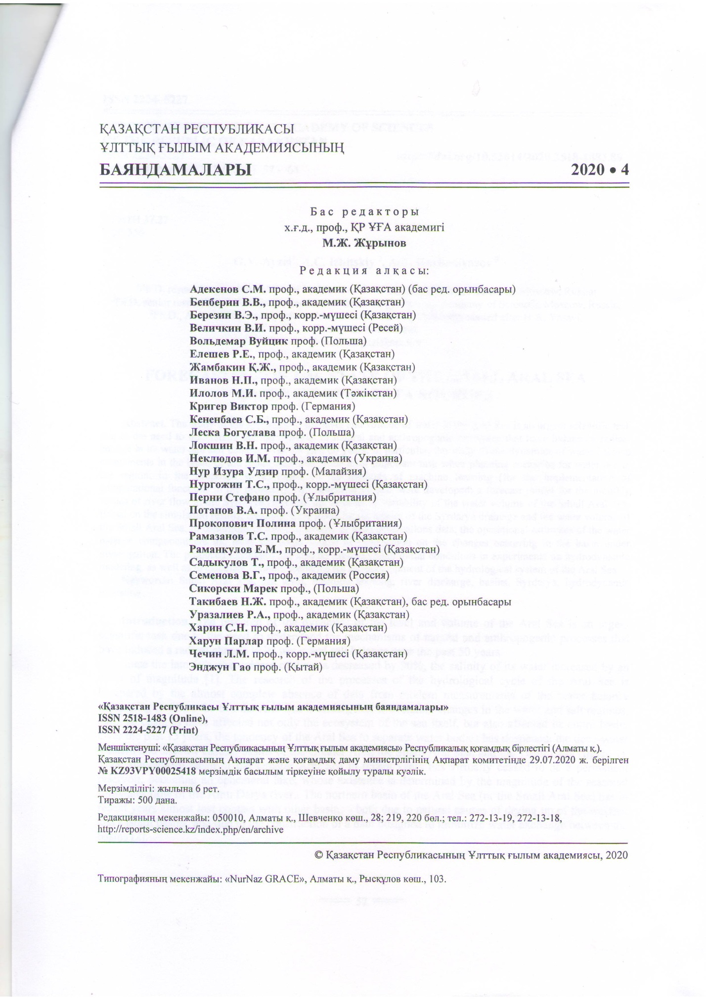 ҚАЗАҚСТАН РЕСПУБЛИКАСЫ
ҰЛТТЫҚ ҒЫЛЫМ АКАДЕМИЯСЫНЫҢ
БАЯНДАМАЛАРЫ 2020 • 4
Бас редакторы
х.ғ.д., проф., ҚР ҰҒА академигі
М.Ж. Жұрынов
Редакция алқасы:
Адекенов С.М. проф., академик (Қазақстан) (бас ред. орынбасары)
Бенберин В.В., проф., академик (Қазақстан)
Березин В.Э., проф., корр.-мүшесі (Қазақстан)
Величкин В.И. проф., корр.-мүшесі (Ресей)
Вольдемар Вуйцик проф. (Польша)
Елешев Р.Е., проф., академик (Қазақстан)
Жамбакин Қ.Ж., проф., академик (Қазақстан)
Иванов Н.П., проф., академик (Қазақстан)
Илолов М.И. проф., академик (Тәжікстан)
Кригер Виктор проф. (Германия)
Кененбаев С.Б., проф., академик (Қазақстан)
Леска Богуслава проф. (Польша)
Локшин В.Н. проф., академик (Қазақстан)
Неклюдов И.М. проф., академик (Украина)
Нур Изура Удзир проф. (Малайзия)
Нургожин Т.С., проф., корр.-мүшесі (Қазақстан)
Перни Стефано проф. (Ұлыбритания)
Потапов В.А. проф. (Украина)
Прокопович Полина проф. (Ұлыбритания)
Рамазанов Т.С. проф., академик (Қазақстан)
Раманкулов Е.М., проф., корр.-мүшесі (Қазақстан)
Садыкулов Т., проф., академик (Қазақстан)
Семенова В.Г., проф., академик (Россия)
Сикорски Марек проф., (Польша)
Такибаев Н.Ж. проф., академик (Қазақстан), бас ред. орынбасары
Уразалиев Р.А., проф., академик (Қазақстан)
Харин С.Н. проф., академик (Қазақстан)
Харун Парлар проф. (Германия)
Чечин Л.М. проф., корр.-мүшесі (Қазақстан)
Энджун Гао проф. (Қытай)
«Қазақстан Республикасы Ұлттық ғылым академиясының баяндамалары»
ISSN 2518-1483 (Online),
ISSN 2224-5227 (Print)
Меншіктенуші: «Қазақстан Республикасының Ұлттық ғылым академиясы» Республикалық қоғамдық бірлестігі (Алматы қ.).
Қазақстан Республикасының Ақпарат және қоғамдық даму министрлігінің Ақпарат комитетінде 29.07.2020 ж. берілген
№ KZ93VPY00025418 мерзімдік басылым тіркеуіне қойылу туралы куәлік.
Мерзімділігі: жылына 6 рет.
Тиражы: 500 дана.
Редакцияның мекенжайы: 050010, Алматы қ., Шевченко көш., 28; 219, 220 бөл.; тел.: 272-13-19, 272-13-18,
http://reports-science.kz/index.php/en/archive
© Қазақстан Республикасының Ұлттық ғылым академиясы, 2020
Типографияның мекенжайы: «NurNaz GRACE», Алматы қ., Рысқұлов көш., 103.